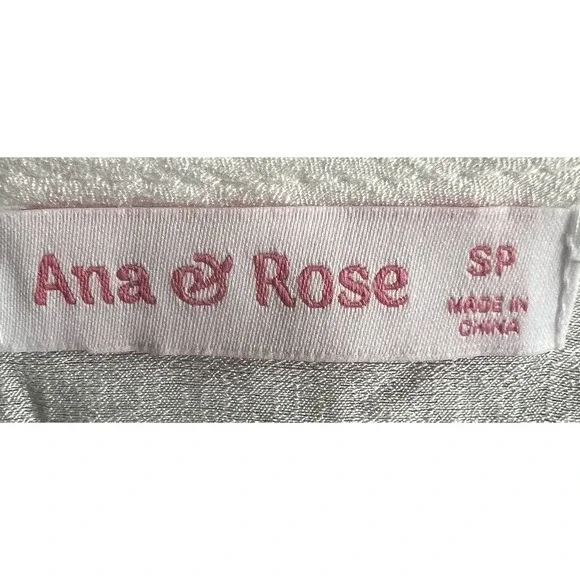 Ana & Rose
SP
MADE IN
CHINA